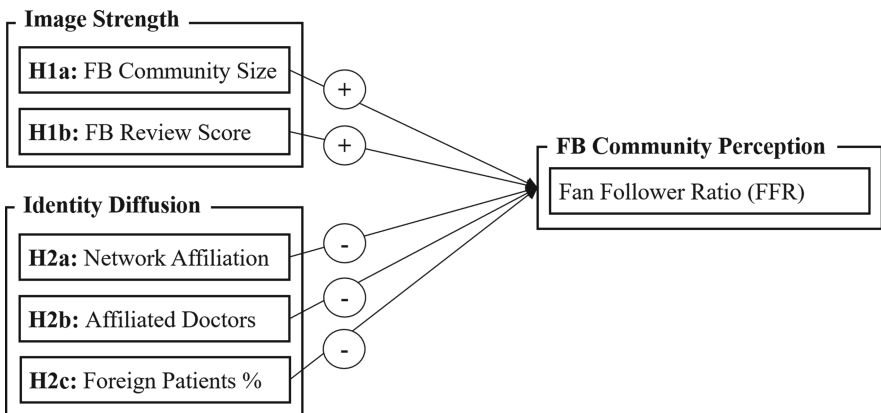 Image Strength
H1a: FB Community Size
H1b: FB Review Score
+
+
Identity Diffusion
H2a: Network Affiliation
H2b: Affiliated Doctors
H2c: Foreign Patients %
-
-
-
FB Community Perception
Fan Follower Ratio (FFR)